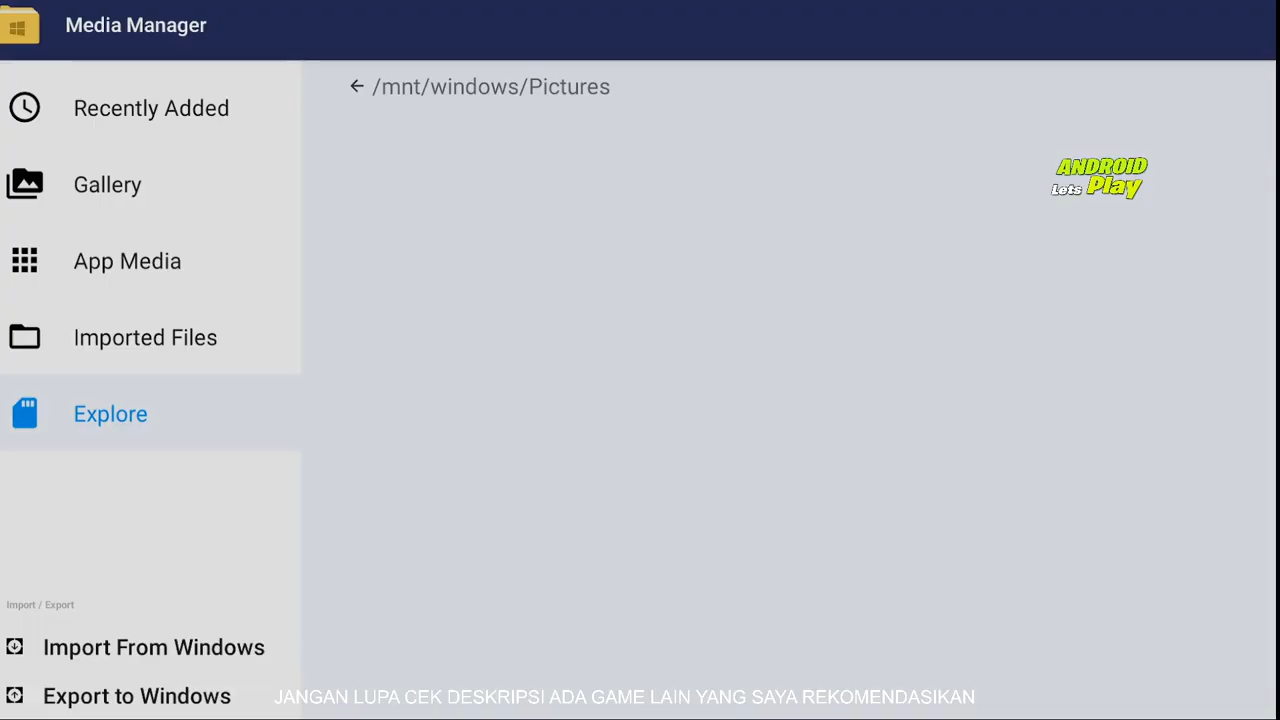 Media Manager
Recently Added
/mnt/windows/Pictures
Gallery
ANDROID
Lets Play
App Media
Imported Files
Explore
Import / Export
Import From Windows
Export to Windows
JANGAN LUPA CEK DESKRIPSI ADA GAME LAIN YANG SAYA REKOMENDASIKAN